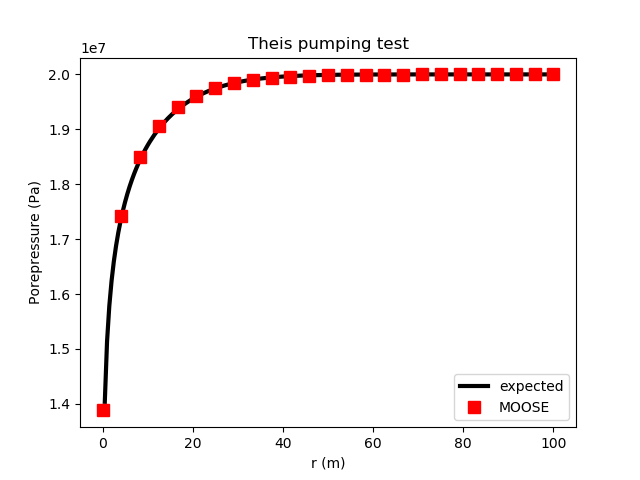 Theis pumping test
1e7
2.0
1.9
1.8
1.7
1.6
1.5
1.4
Porepressure (Pa)
expected
MOOSE
0 20 40 60 80 100
r (m)